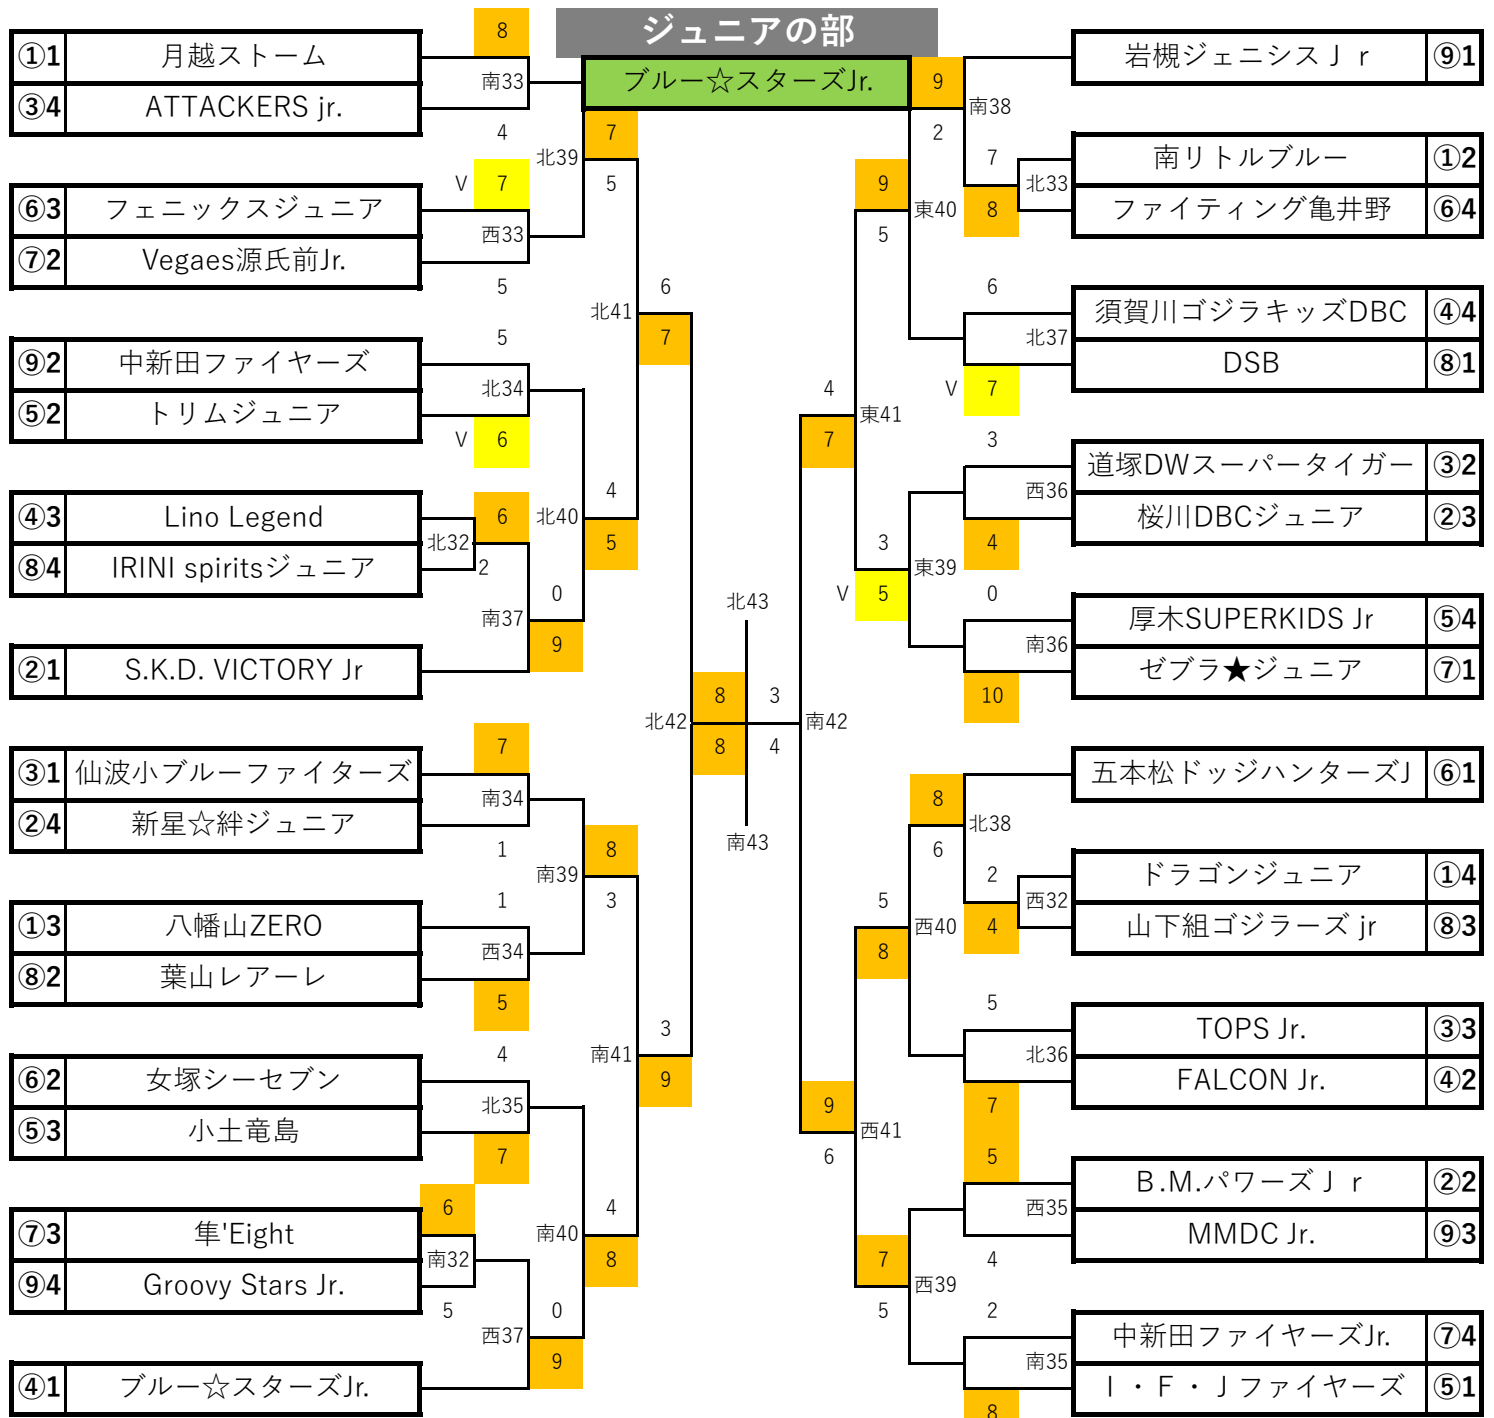 ジュニアの部
ブルー☆スターズJr.
①1 月越ストーム
③4 ATTACKERS jr.
⑥3 フェニックスジュニア
⑦2 Vegaes源氏前Jr.
⑨2 中新田ファイヤーズ
⑤2 トリムジュニア
④3 Lino Legend
⑧4 IRINI spiritsジュニア
②1 S.K.D. VICTORY Jr
③1 仙波小ブルーファイターズ
②4 新星☆絆ジュニア
①3 八幡山ZERO
⑧2 葉山レアーレ
⑥2 女塚シーセブン
⑤3 小土竜島
⑦3 隼'Eight
⑨4 Groovy Stars Jr.
④1 ブルー☆スターズJr.
8
南33
4
V 7
西33
5
5
北34
V 6
北32
6
2
南37
0
9
7
南34
1
1
西34
5
4
北35
7
6
南32
5
西37
0
9
北39
7
5
北40
4
5
南39
8
3
南40
4
8
北41
6
7
南41
3
9
北42
8
8
北43
南43
3
4
南42
4
7
東41
9
6
西41
9
5
東40
3
V 5
東39
5
8
西40
7
5
西39
9
2
南38
7
8
北33
6
北37
V 7
3
西36
4
0
南36
10
8
6
北38
2
4
西32
5
北36
7
5
西35
4
2
南35
8
岩槻ジェニシスＪｒ ⑨1
南リトルブルー ①2
ファイティング亀井野 ⑥4
須賀川ゴジラキッズDBC ④4
DSB ⑧1
道塚DWスーパータイガー ③2
桜川DBCジュニア ②3
厚木SUPERKIDS Jr ⑤4
ゼブラ★ジュニア ⑦1
五本松ドッジハンターズJ ⑥1
ドラゴンジュニア ①4
山下組ゴジラーズ jr ⑧3
TOPS Jr. ③3
FALCON Jr. ④2
Ｂ.M.パワーズＪｒ ②2
MMDC Jr. ⑨3
中新田ファイヤーズJr. ⑦4
Ｉ・Ｆ・Ｊファイヤーズ ⑤1